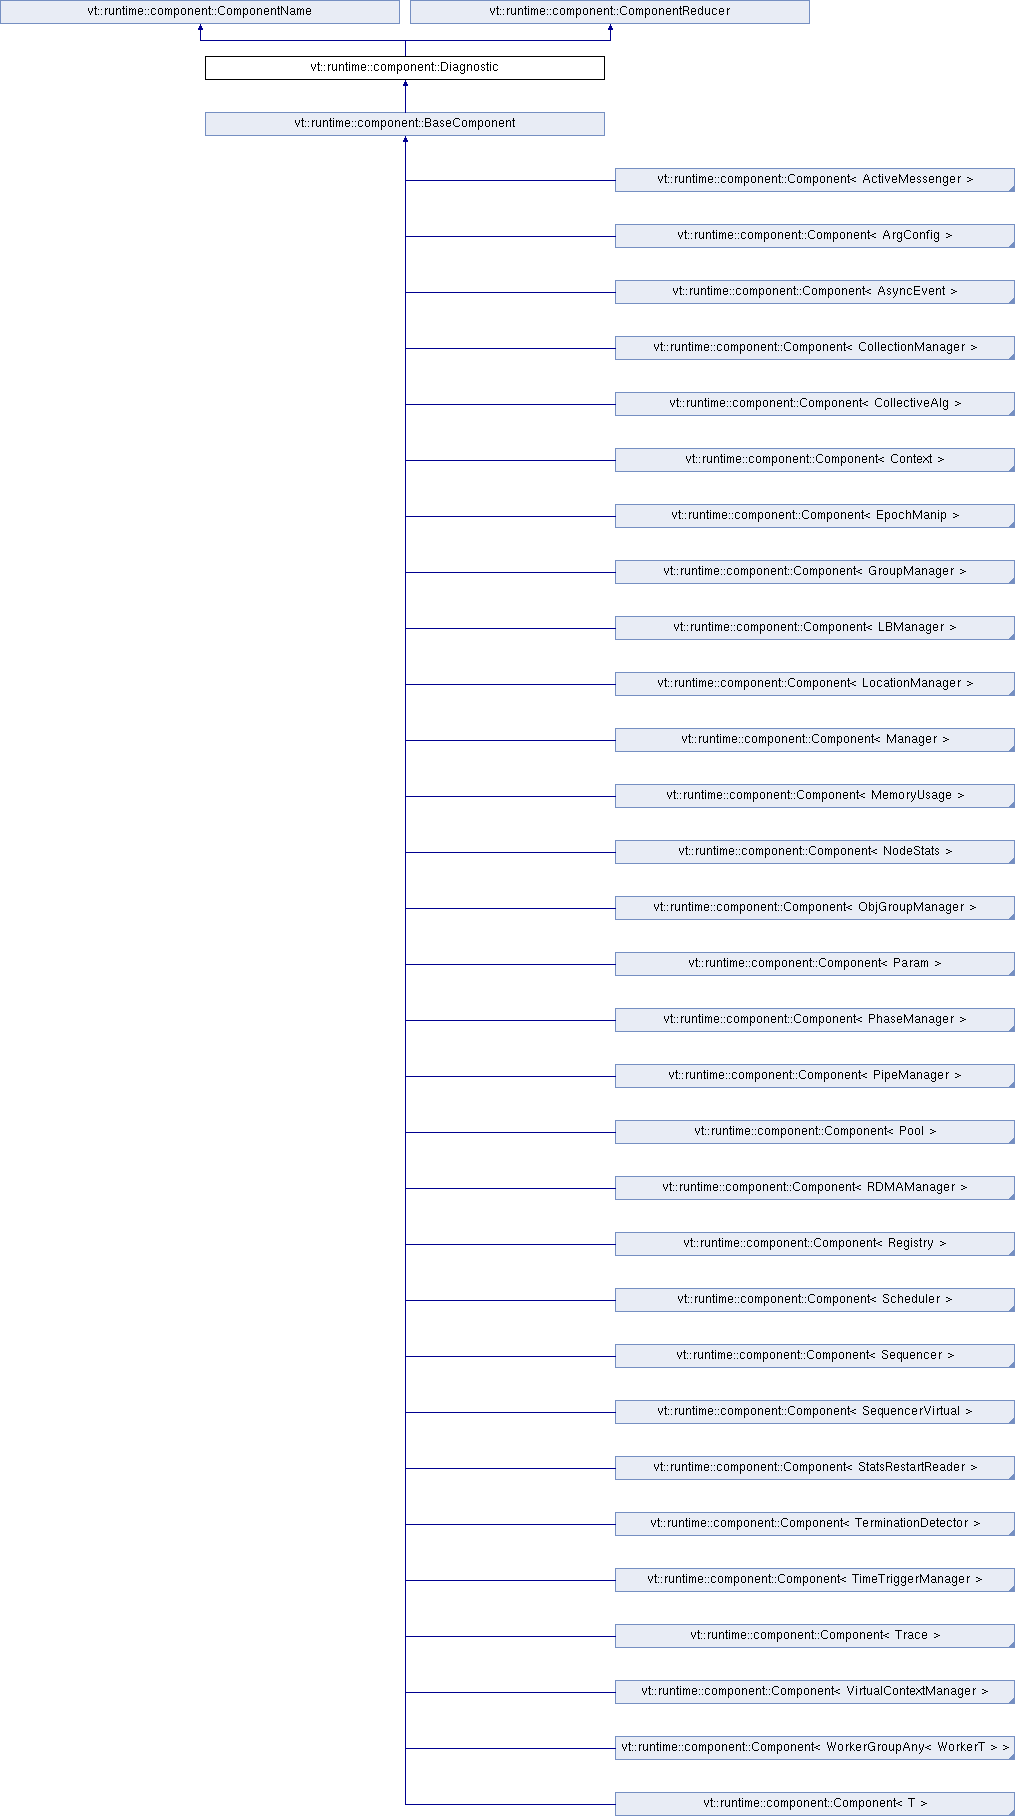 vt::runtime::component::ComponentName
vt::runtime::component::ComponentReducer
vt::runtime::component::Diagnostic
vt::runtime::component::BaseComponent
vt::runtime::component::Component< ActiveMessenger >
vt::runtime::component::Component< ArgConfig >
vt::runtime::component::Component< AsyncEvent >
vt::runtime::component::Component< CollectionManager >
vt::runtime::component::Component< CollectiveAlg >
vt::runtime::component::Component< Context >
vt::runtime::component::Component< EpochManip >
vt::runtime::component::Component< GroupManager >
vt::runtime::component::Component< LBManager >
vt::runtime::component::Component< LocationManager >
vt::runtime::component::Component< Manager >
vt::runtime::component::Component< MemoryUsage >
vt::runtime::component::Component< NodeStats >
vt::runtime::component::Component< ObjGroupManager >
vt::runtime::component::Component< Param >
vt::runtime::component::Component< PhaseManager >
vt::runtime::component::Component< PipeManager >
vt::runtime::component::Component< Pool >
vt::runtime::component::Component< RDMAManager >
vt::runtime::component::Component< Registry >
vt::runtime::component::Component< Scheduler >
vt::runtime::component::Component< Sequencer >
vt::runtime::component::Component< SequencerVirtual >
vt::runtime::component::Component< StatsRestartReader >
vt::runtime::component::Component< TerminationDetector >
vt::runtime::component::Component< TimeTriggerManager >
vt::runtime::component::Component< Trace >
vt::runtime::component::Component< VirtualContextManager >
vt::runtime::component::Component< WorkerGroupAny< WorkerT > >
vt::runtime::component::Component< T >